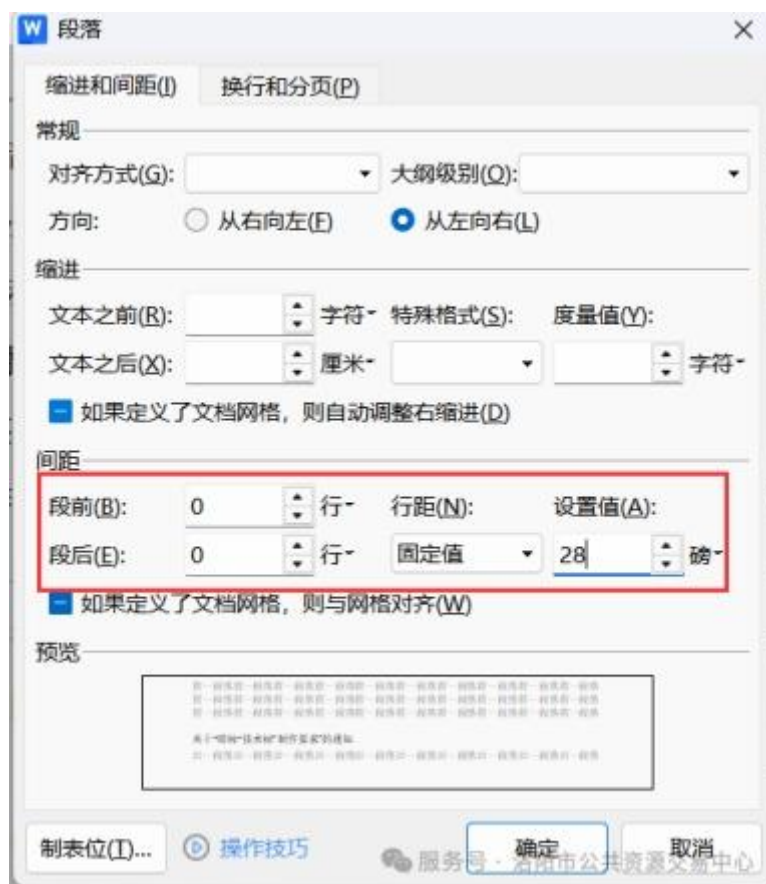 W 段落
缩进和间距(I) 换行和分页(P)
常规
对齐方式(G): 大纲级别(O):
方向: 从右向左(F) 从左向右(L)
缩进
文本之前(R): 字符 特殊格式(S): 度量值(Y):
文本之后(X): 厘米 字符
如果定义了文档网格，则自动调整右缩进(D)
间距
段前(B): 0 行 行距(N): 设置值(A):
段后(E): 0 行 固定值 28 磅
如果定义了文档网格，则与网格对齐(W)
预览
制表位(T)... 操作技巧 确定 取消
服务号 · 洛阳市公共资源交易中心